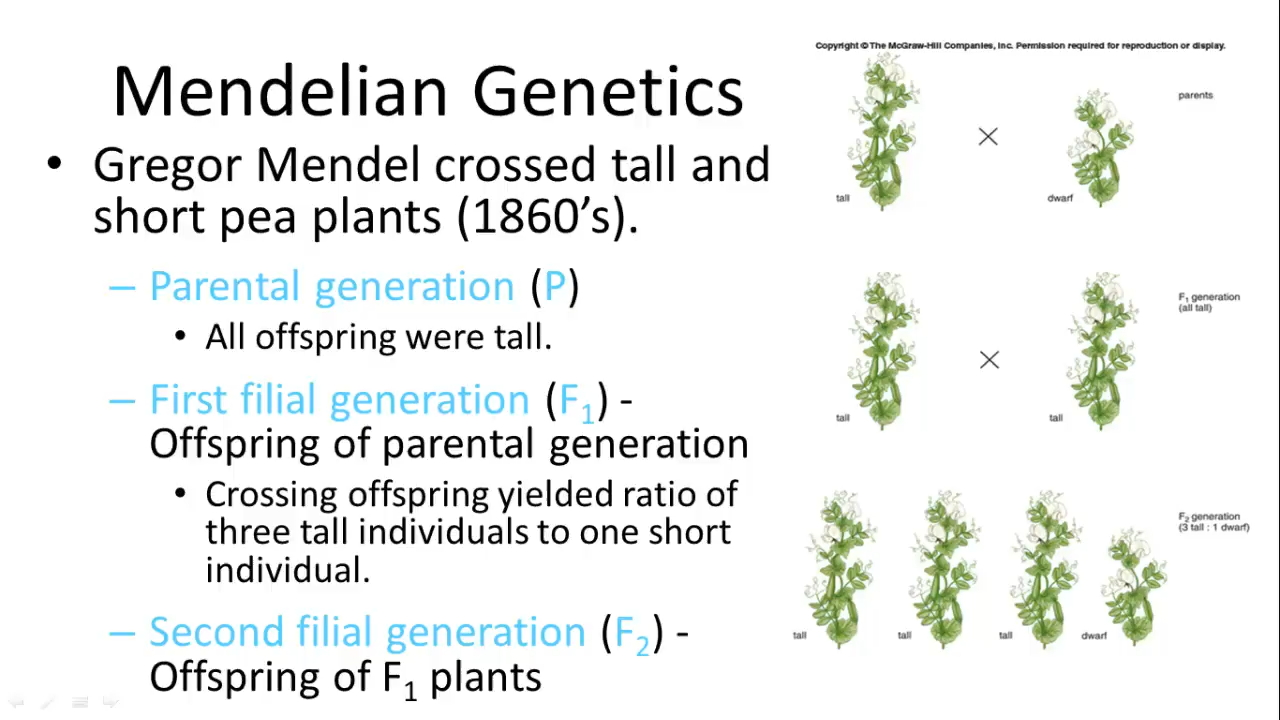 Mendelian Genetics
• Gregor Mendel crossed tall and
short pea plants (1860’s).
– Parental generation (P)
• All offspring were tall.
– First filial generation (F₁) -
Offspring of parental generation
• Crossing offspring yielded ratio of
three tall individuals to one short
individual.
– Second filial generation (F₂) -
Offspring of F₁ plants
Copyright © The McGraw-Hill Companies, Inc. Permission required for reproduction or display.
parents
tall
dwarf
F₁ generation
(all tall)
tall
tall
F₂ generation
(3 tall : 1 dwarf)
tall
tall
tall
dwarf